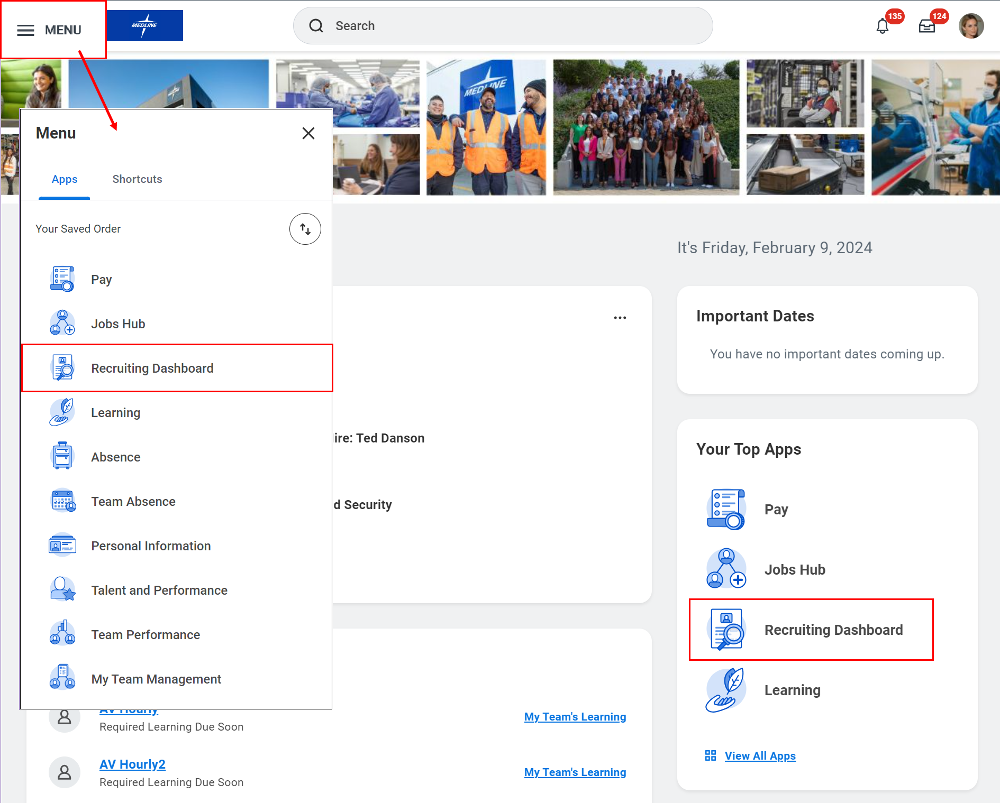 MENU
MEDLINE
Search
135
124
MEDLINE
Menu
Apps
Shortcuts
Your Saved Order
Pay
Jobs Hub
Recruiting Dashboard
Learning
Absence
Team Absence
Personal Information
Talent and Performance
Team Performance
My Team Management
It's Friday, February 9, 2024
ire: Ted Danson
d Security
AV Hourly
Required Learning Due Soon
My Team's Learning
AV Hourly2
Required Learning Due Soon
My Team's Learning
Important Dates
You have no important dates coming up.
Your Top Apps
Pay
Jobs Hub
Recruiting Dashboard
Learning
View All Apps